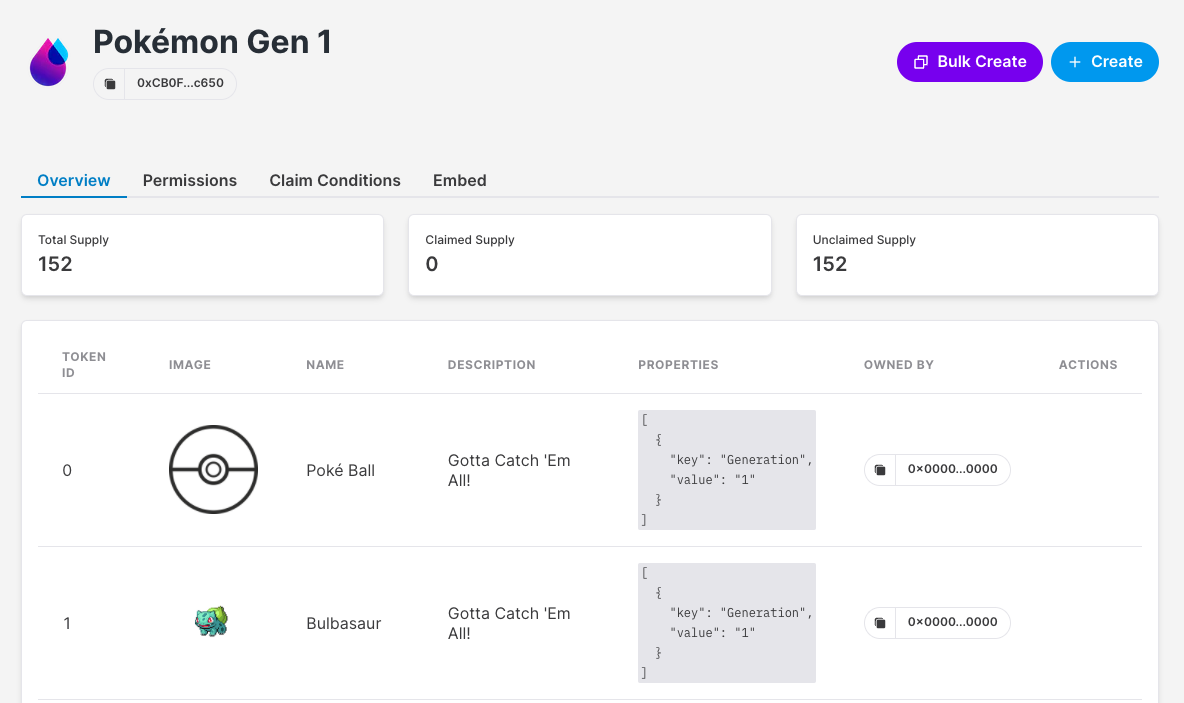 Pokémon Gen 1
0xCB0F...c650
Bulk Create
+ Create
Overview
Permissions
Claim Conditions
Embed
Total Supply
152
Claimed Supply
0
Unclaimed Supply
152
TOKEN
ID
IMAGE
NAME
DESCRIPTION
PROPERTIES
OWNED BY
ACTIONS
0
Poké Ball
Gotta Catch 'Em
All!
[
{
"key": "Generation",
"value": "1"
}
]
0x0000...0000
1
Bulbasaur
Gotta Catch 'Em
All!
[
{
"key": "Generation",
"value": "1"
}
]
0x0000...0000